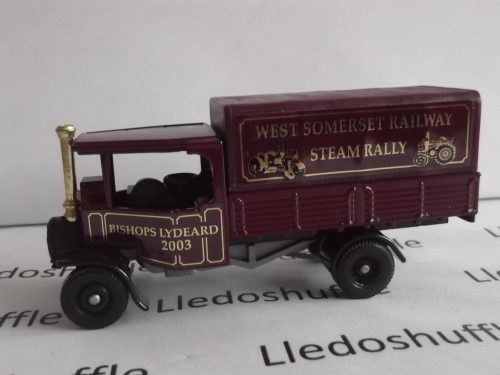 WEST SOMERSET RAILWAY
STEAM RALLY
BISHOPS LYDEARD
2003
Lledoshuffle
Lledoshuffle